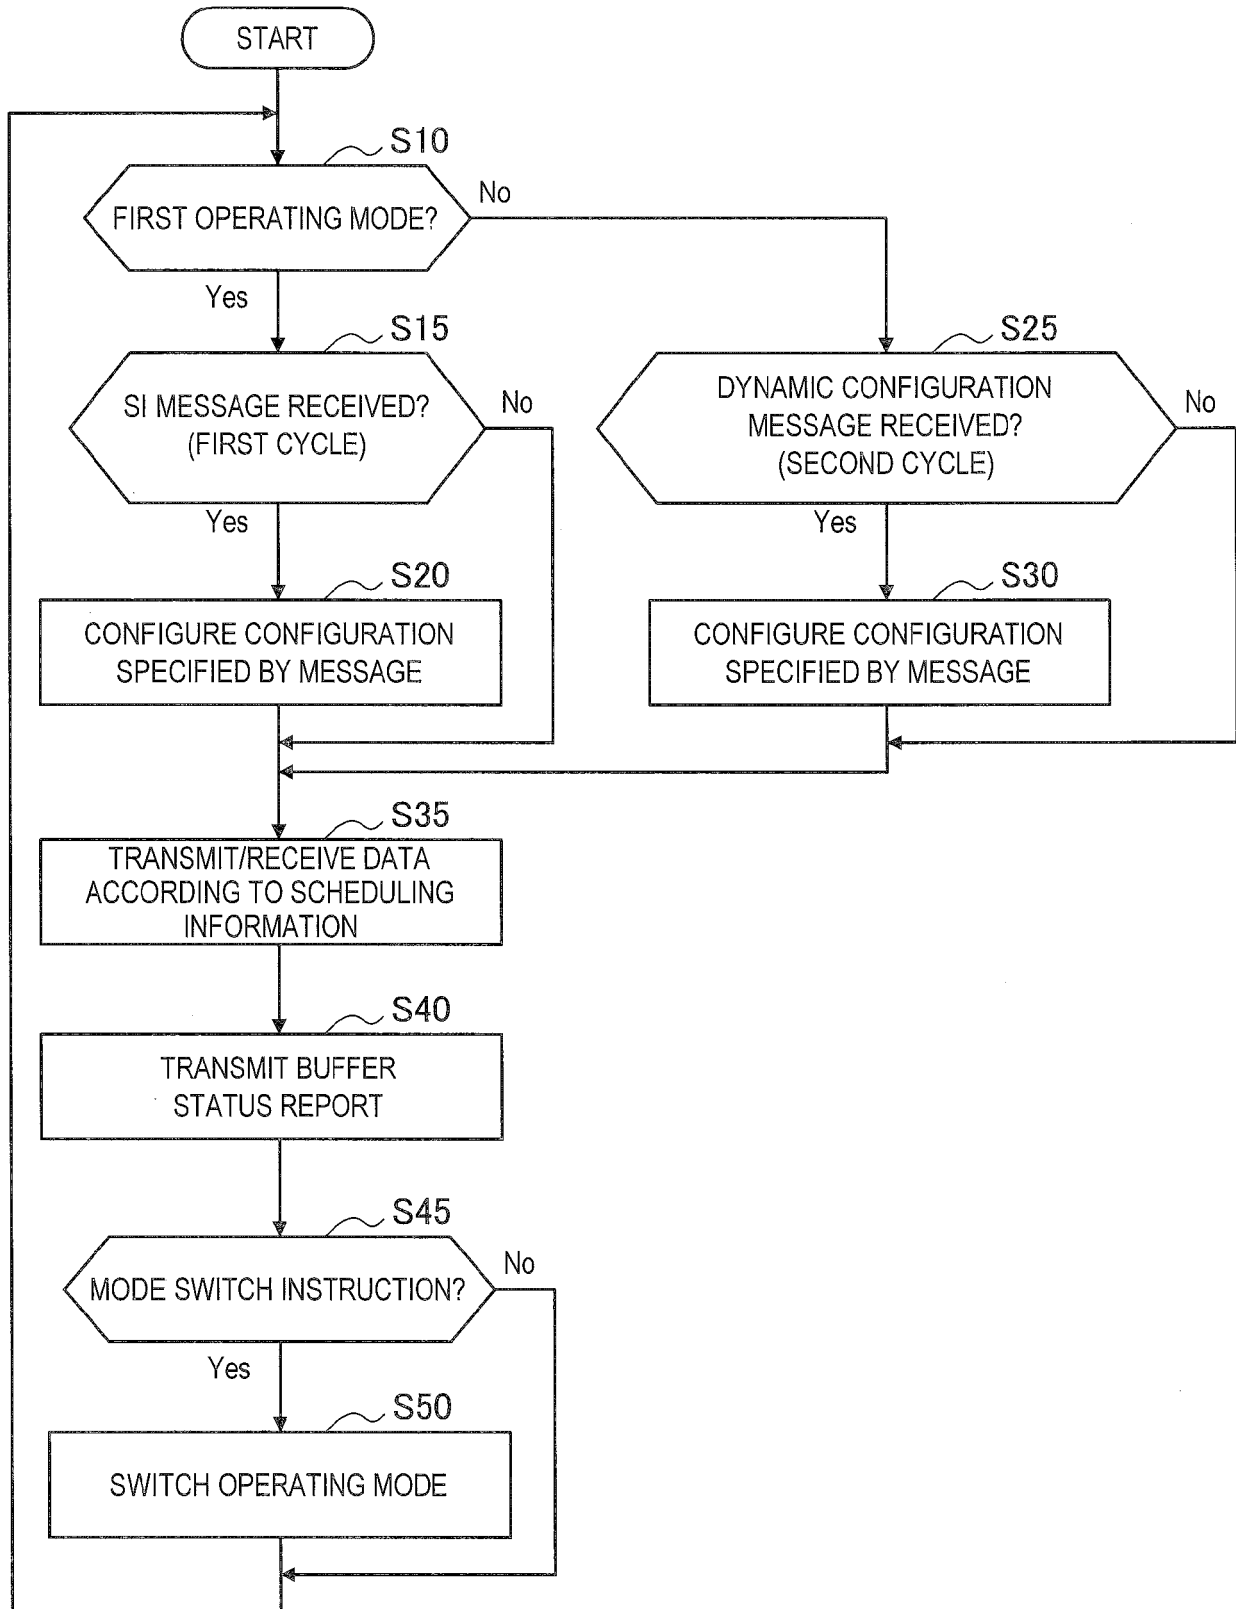 START
S10
FIRST OPERATING MODE?
No
Yes
S15
SI MESSAGE RECEIVED?
(FIRST CYCLE)
No
Yes
S25
DYNAMIC CONFIGURATION
MESSAGE RECEIVED?
(SECOND CYCLE)
No
Yes
S20
CONFIGURE CONFIGURATION
SPECIFIED BY MESSAGE
S30
CONFIGURE CONFIGURATION
SPECIFIED BY MESSAGE
S35
TRANSMIT/RECEIVE DATA
ACCORDING TO SCHEDULING
INFORMATION
S40
TRANSMIT BUFFER
STATUS REPORT
S45
MODE SWITCH INSTRUCTION?
No
Yes
S50
SWITCH OPERATING MODE